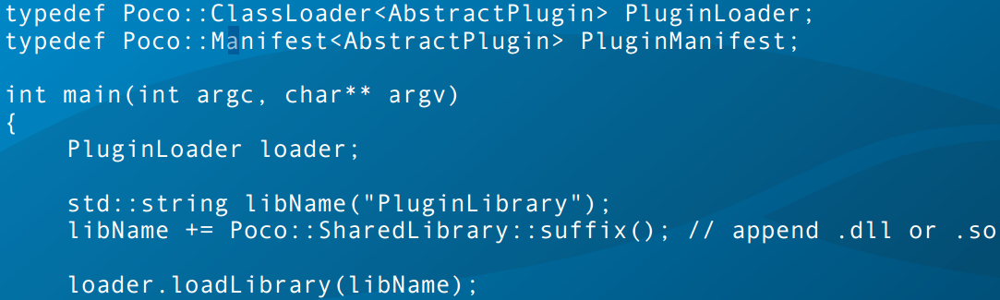 typedef Poco::ClassLoader<AbstractPlugin> PluginLoader;
typedef Poco::Manifest<AbstractPlugin> PluginManifest;
int main(int argc, char** argv)
{
PluginLoader loader;
std::string libName("PluginLibrary");
libName += Poco::SharedLibrary::suffix(); // append .dll or .so
loader.loadLibrary(libName);